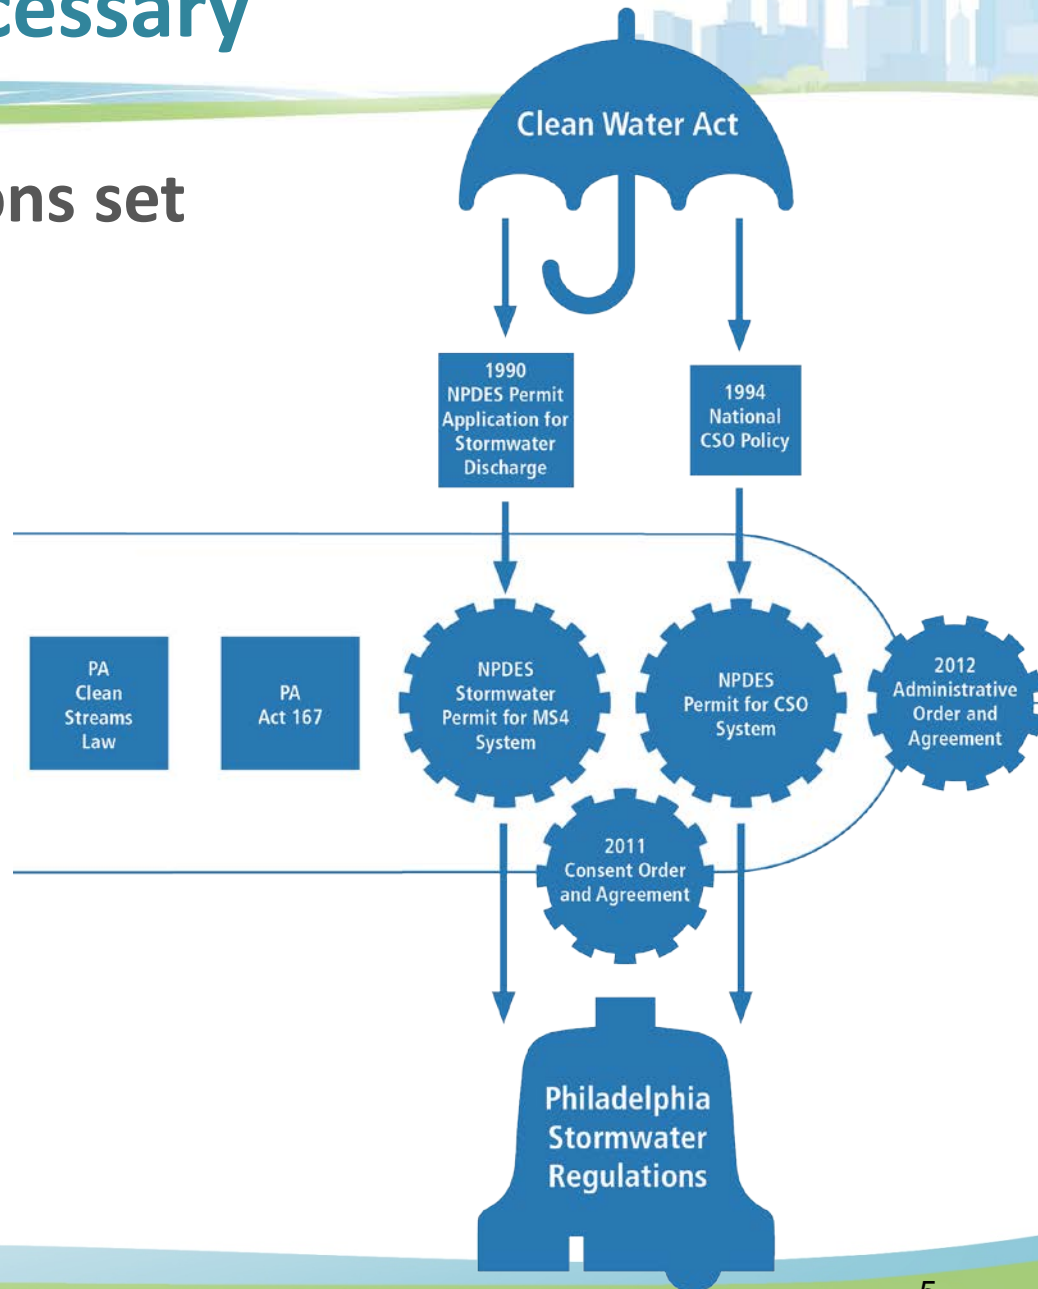 cessary
ons set
Clean Water Act
1990
NPDES Permit
Application for
Stormwater
Discharge
1994
National
CSO Policy
PA
Clean
Streams
Law
PA
Act 167
NPDES
Stormwater
Permit for MS4
System
NPDES
Permit for CSO
System
2012
Administrative
Order and
Agreement
2011
Consent Order
and Agreement
Philadelphia
Stormwater
Regulations
5